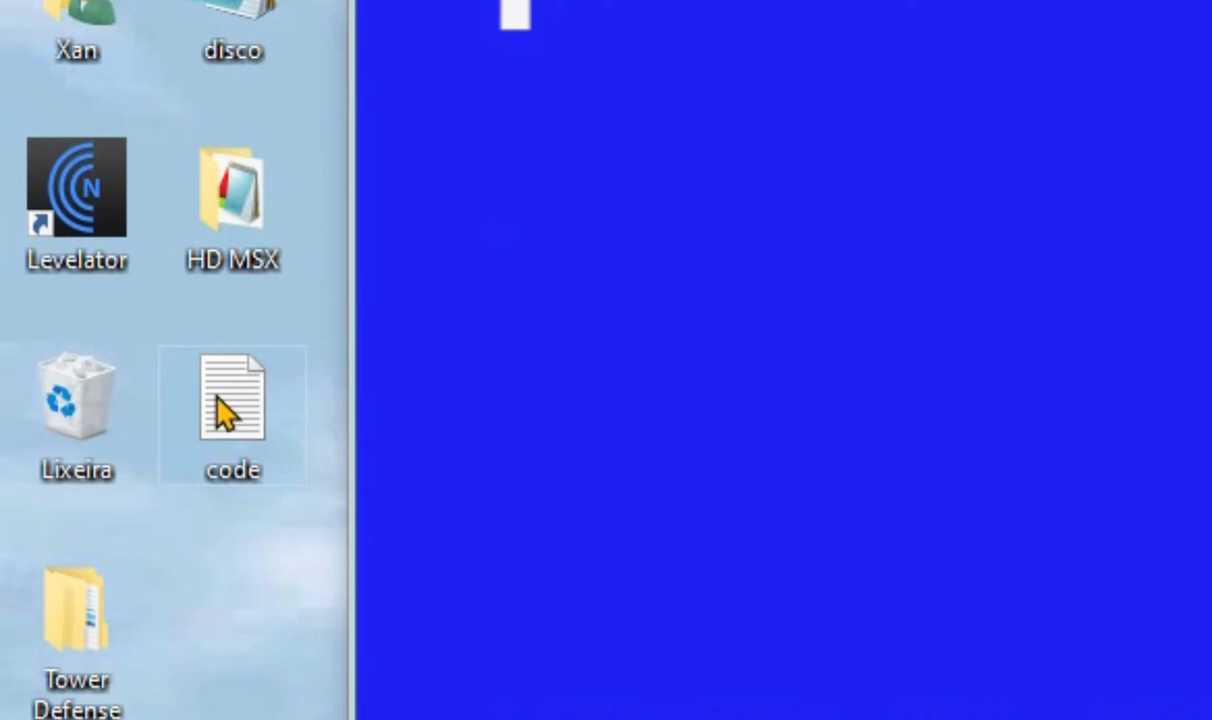 Xan
disco
N
Levelator
HD MSX
Lixeira
code
Tower
Defense